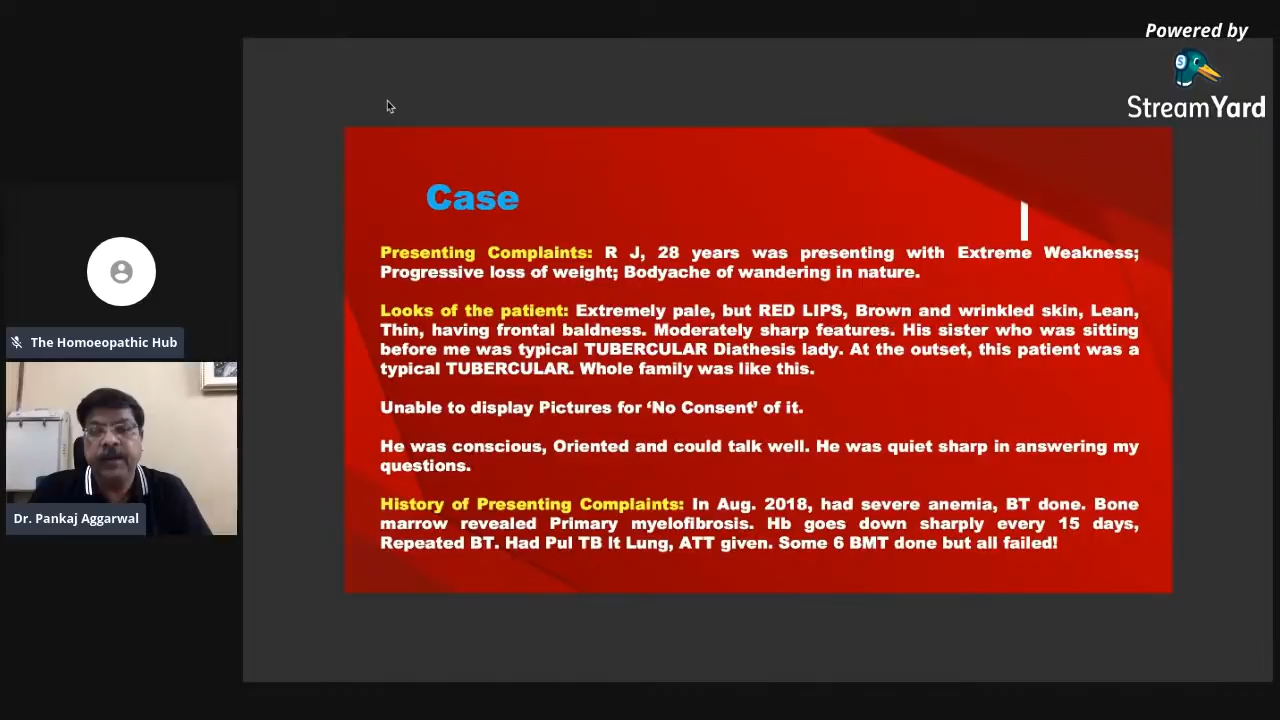 Powered by
StreamYard
Case
Presenting Complaints: R J, 28 years was presenting with Extreme Weakness;
Progressive loss of weight; Bodyache of wandering in nature.
Looks of the patient: Extremely pale, but RED LIPS, Brown and wrinkled skin, Lean,
Thin, having frontal baldness. Moderately sharp features. His sister who was sitting
before me was typical TUBERCULAR Diathesis lady. At the outset, this patient was a
typical TUBERCULAR. Whole family was like this.
Unable to display Pictures for ‘No Consent’ of it.
He was conscious, Oriented and could talk well. He was quiet sharp in answering my
questions.
History of Presenting Complaints: In Aug. 2018, had severe anemia, BT done. Bone
marrow revealed Primary myelofibrosis. Hb goes down sharply every 15 days,
Repeated BT. Had Pul TB lt Lung, ATT given. Some 6 BMT done but all failed!
The Homoeopathic Hub
Dr. Pankaj Aggarwal